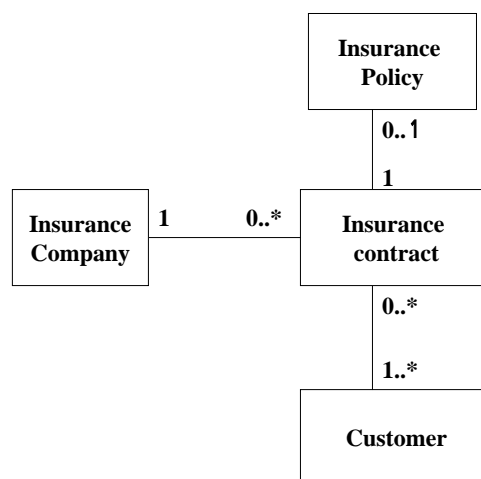 Insurance
Policy
0..1
1
Insurance
Company
1
0..*
Insurance
contract
0..*
1..*
Customer